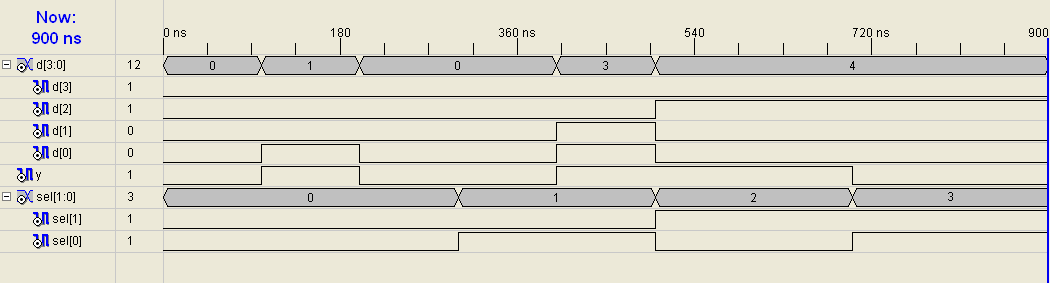 Now:
900 ns
0 ns 180 360 ns 540 720 ns 900
d[3:0] 12 0 1 0 3 4
d[3] 1
d[2] 1
d[1] 0
d[0] 0
y 1
sel[1:0] 3 0 1 2 3
sel[1] 1
sel[0] 1